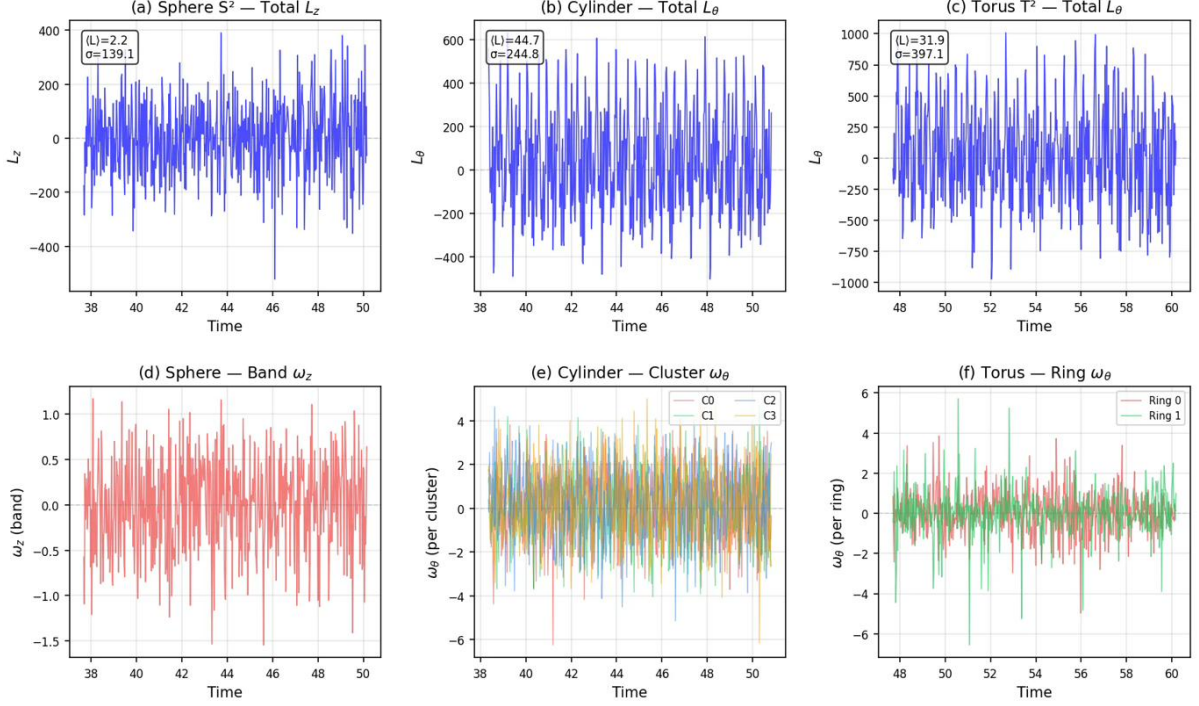 (a) Sphere S² — Total L_z
⟨L⟩=2.2
σ=139.1
400
200
0
−200
−400
L_z
38 40 42 44 46 48 50
Time
(b) Cylinder — Total L_θ
⟨L⟩=44.7
σ=244.8
600
400
200
0
−200
−400
L_θ
38 40 42 44 46 48 50
Time
(c) Torus T² — Total L_θ
⟨L⟩=31.9
σ=397.1
1000
750
500
250
0
−250
−500
−750
−1000
L_θ
48 50 52 54 56 58 60
Time
(d) Sphere — Band ω_z
1.0
0.5
0.0
−0.5
−1.0
−1.5
ω_z (band)
38 40 42 44 46 48 50
Time
(e) Cylinder — Cluster ω_θ
C0 C2
C1 C3
4
2
0
−2
−4
−6
ω_θ (per cluster)
38 40 42 44 46 48 50
Time
(f) Torus — Ring ω_θ
Ring 0
Ring 1
6
4
2
0
−2
−4
−6
ω_θ (per ring)
48 50 52 54 56 58 60
Time